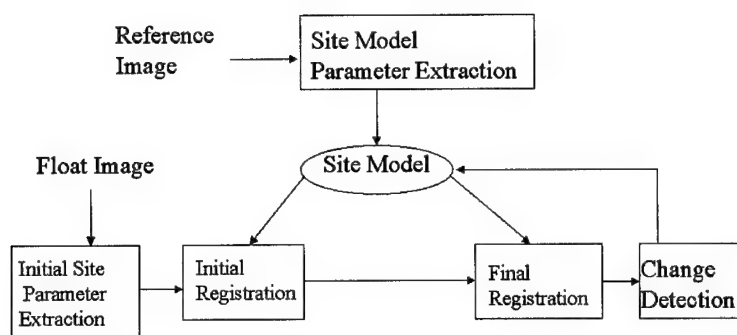 Reference
Image
Site Model
Parameter Extraction
Site Model
Float Image
Initial Site
Parameter
Extraction
Initial
Registration
Final
Registration
Change
Detection